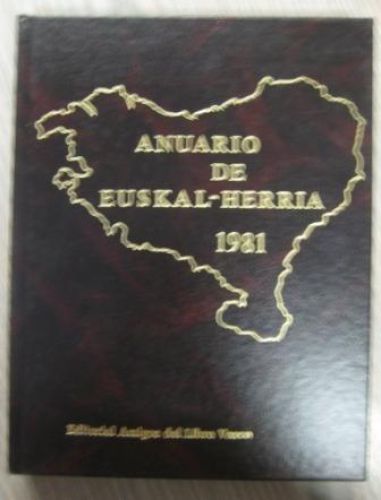 ANUARIO
DE
EUSKAL-HERRIA
1981
Editorial Amigos del Libro Vasco